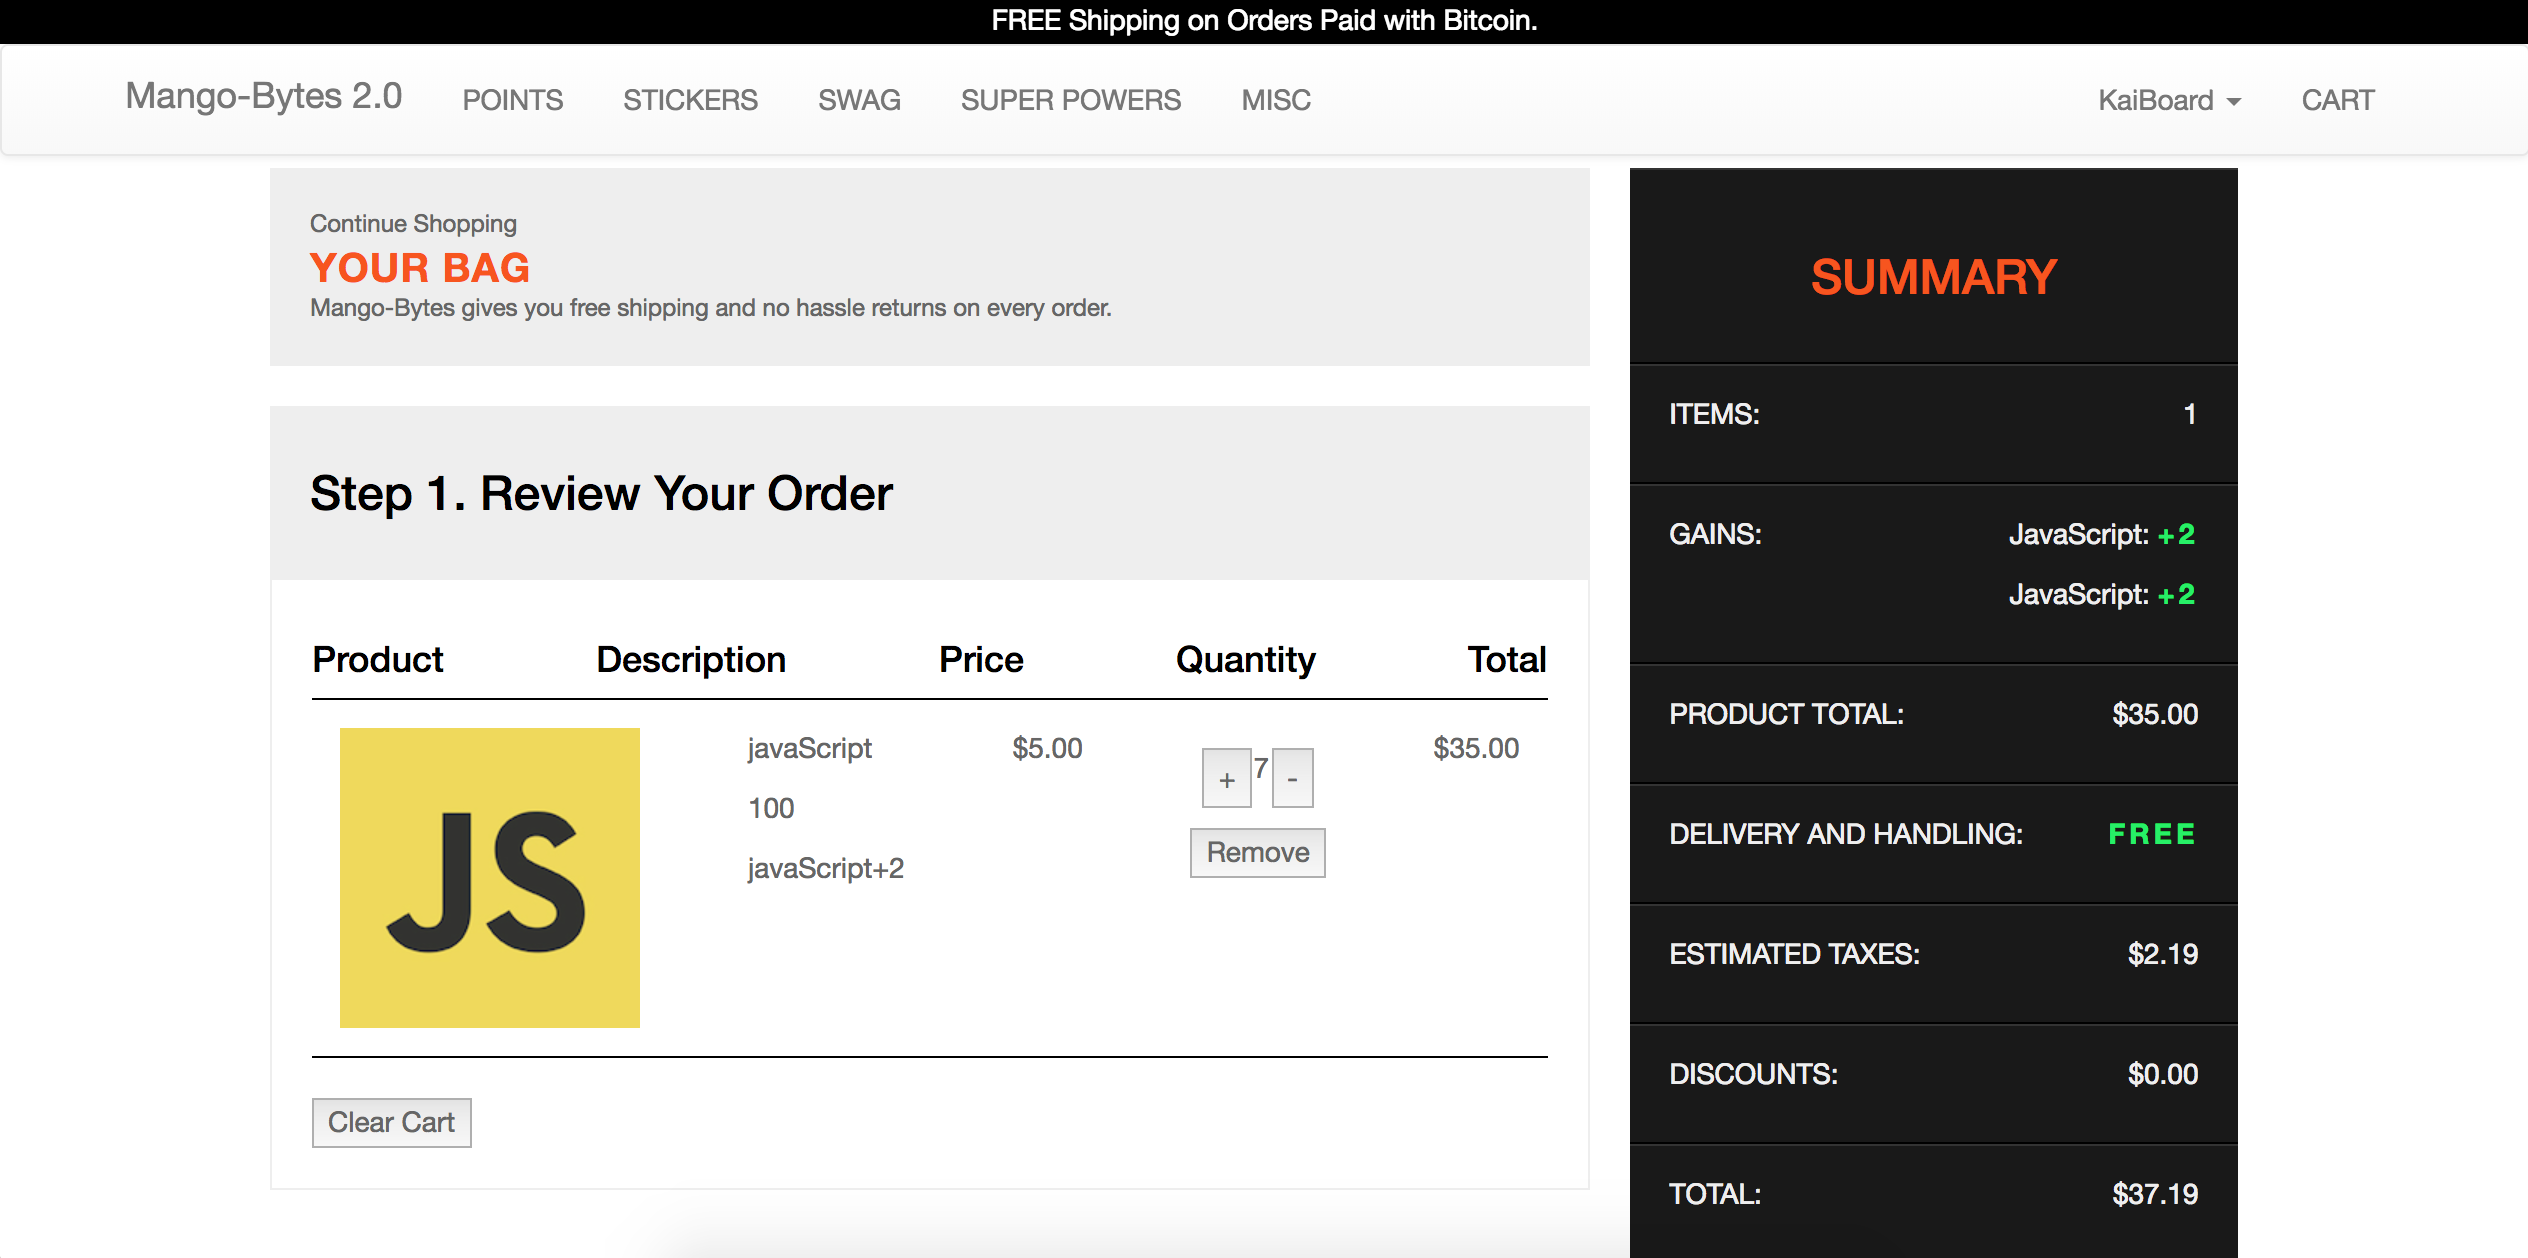 FREE Shipping on Orders Paid with Bitcoin.
Mango-Bytes 2.0 POINTS STICKERS SWAG SUPER POWERS MISC KaiBoard CART
Continue Shopping
YOUR BAG
Mango-Bytes gives you free shipping and no hassle returns on every order.
Step 1. Review Your Order
Product Description Price Quantity Total
JS
javaScript $5.00 + 7 - $35.00
100
javaScript+2
Remove
Clear Cart
SUMMARY
ITEMS: 1
GAINS: JavaScript: +2
JavaScript: +2
PRODUCT TOTAL: $35.00
DELIVERY AND HANDLING: FREE
ESTIMATED TAXES: $2.19
DISCOUNTS: $0.00
TOTAL: $37.19